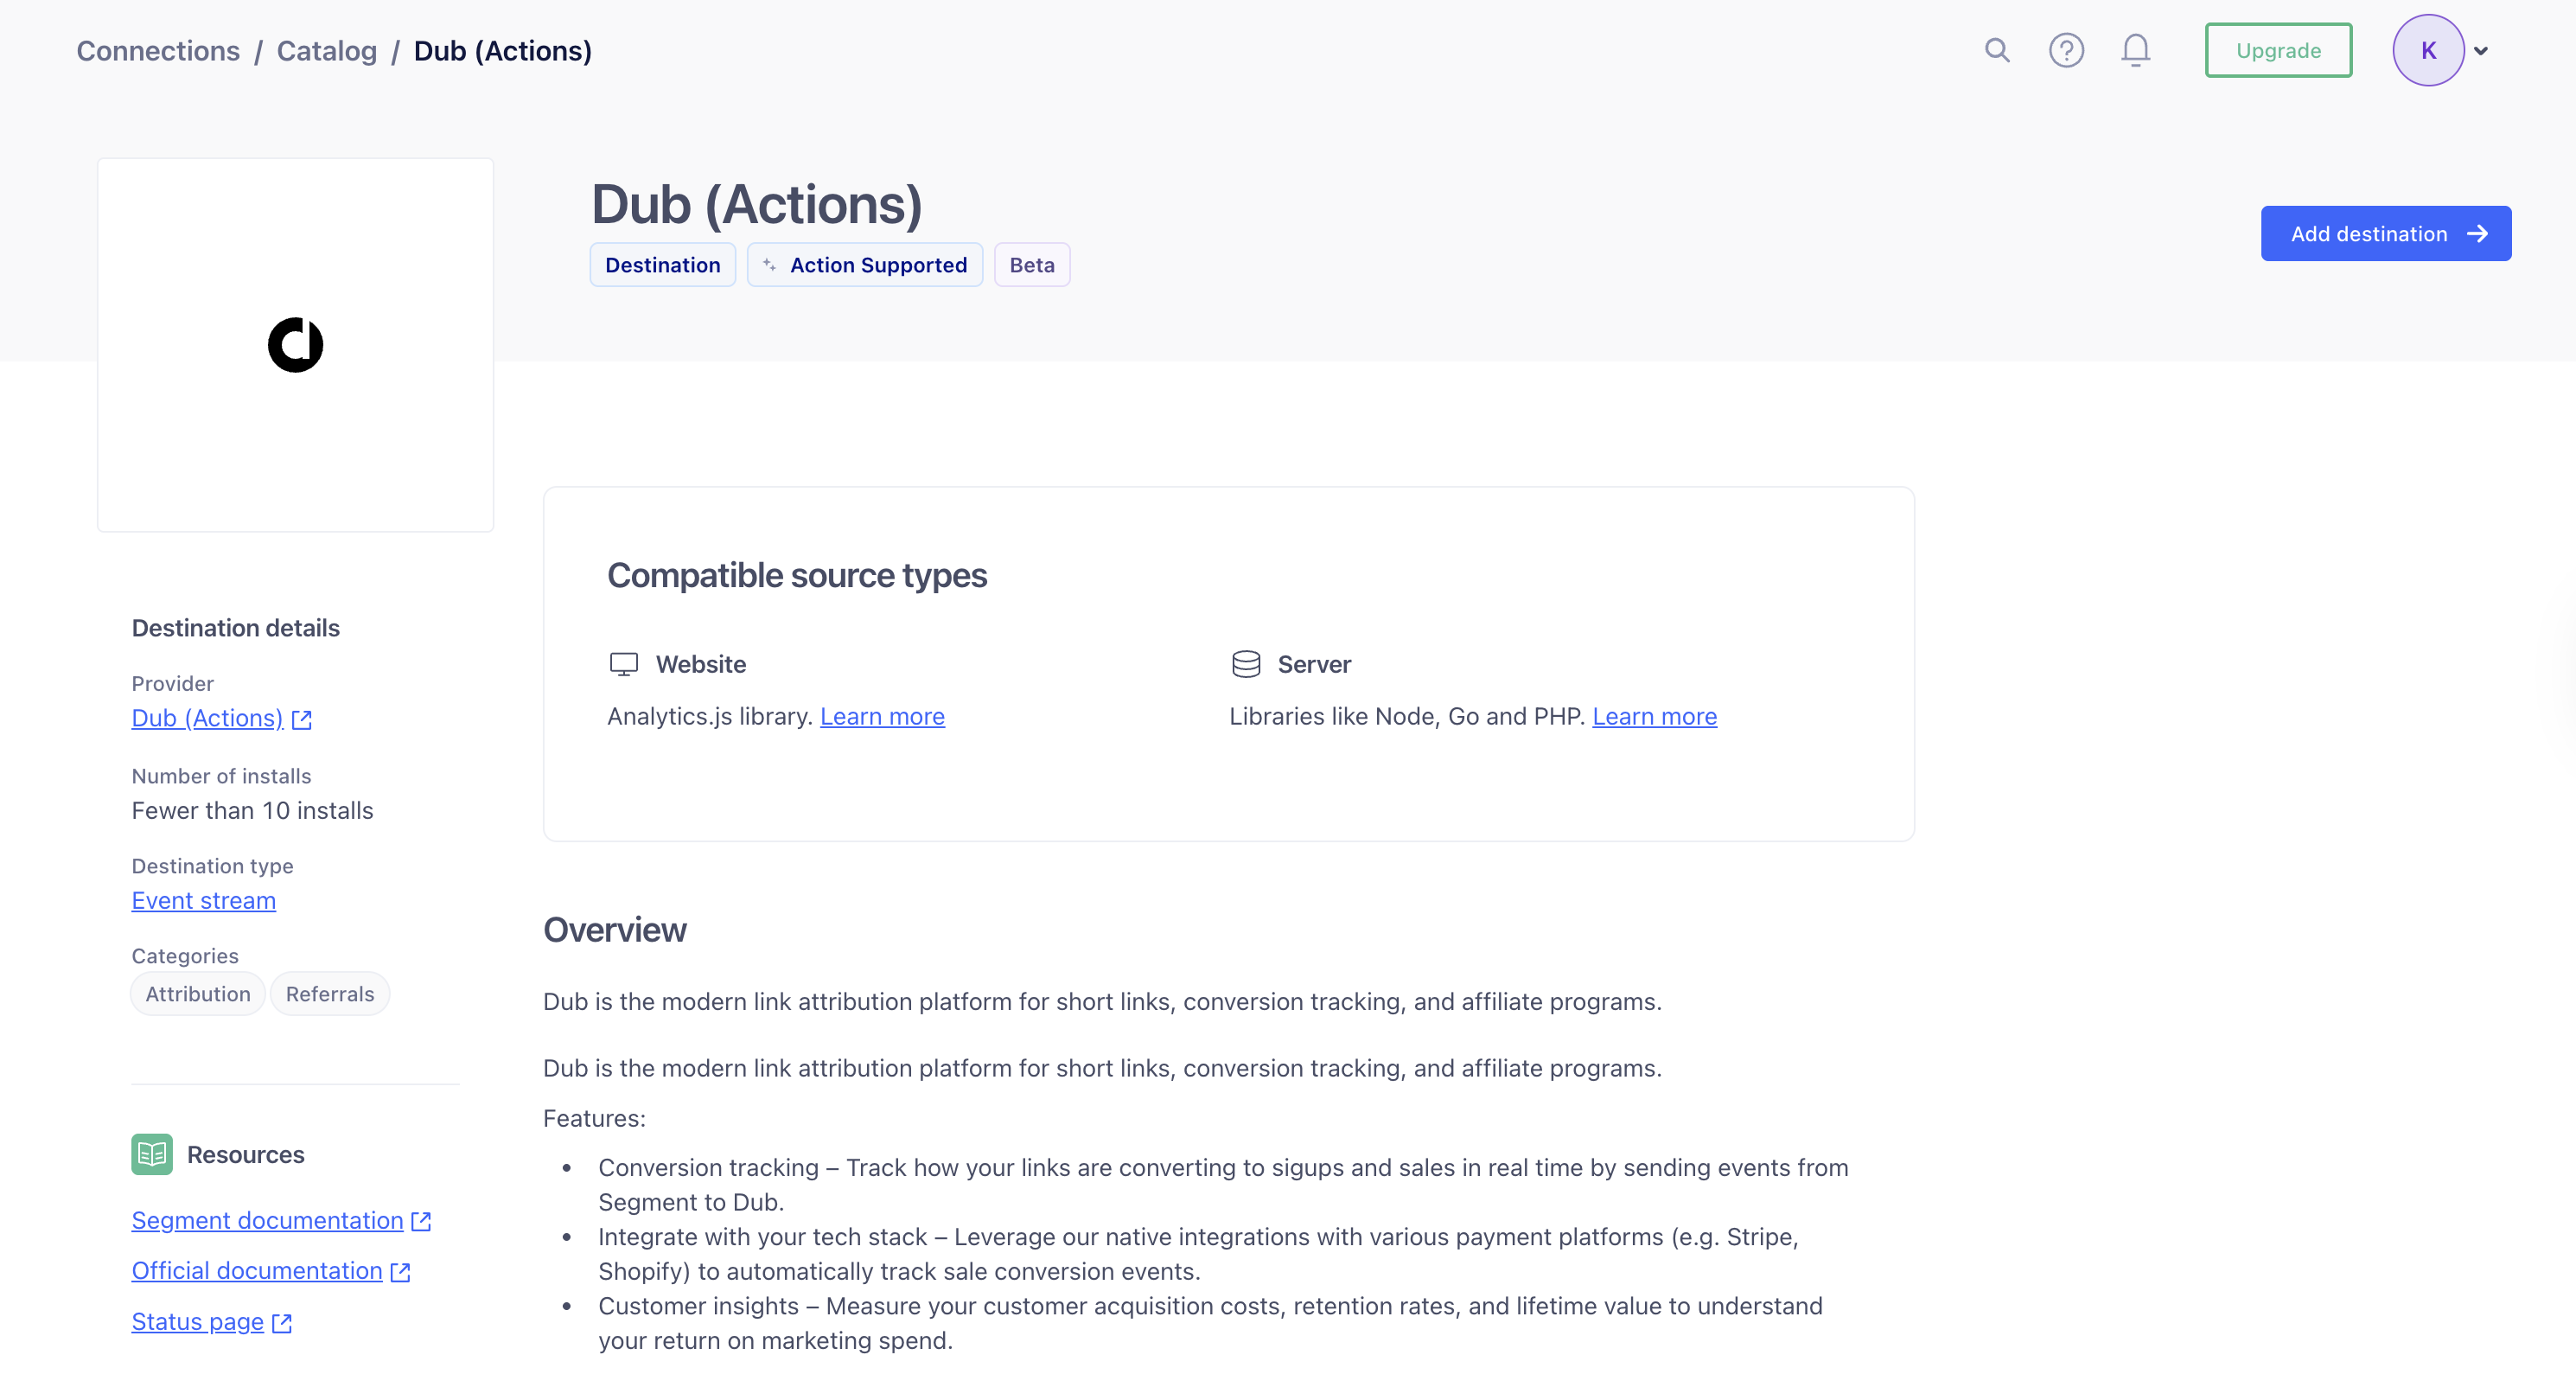 Connections / Catalog / Dub (Actions)
Upgrade
K
Dub (Actions)
Destination
Action Supported
Beta
Add destination
Destination details
Provider
Dub (Actions)
Number of installs
Fewer than 10 installs
Destination type
Event stream
Categories
Attribution
Referrals
Resources
Segment documentation
Official documentation
Status page
Compatible source types
Website
Analytics.js library. Learn more
Server
Libraries like Node, Go and PHP. Learn more
Overview
Dub is the modern link attribution platform for short links, conversion tracking, and affiliate programs.
Dub is the modern link attribution platform for short links, conversion tracking, and affiliate programs.
Features:
• Conversion tracking – Track how your links are converting to sigups and sales in real time by sending events from
Segment to Dub.
• Integrate with your tech stack – Leverage our native integrations with various payment platforms (e.g. Stripe,
Shopify) to automatically track sale conversion events.
• Customer insights – Measure your customer acquisition costs, retention rates, and lifetime value to understand
your return on marketing spend.